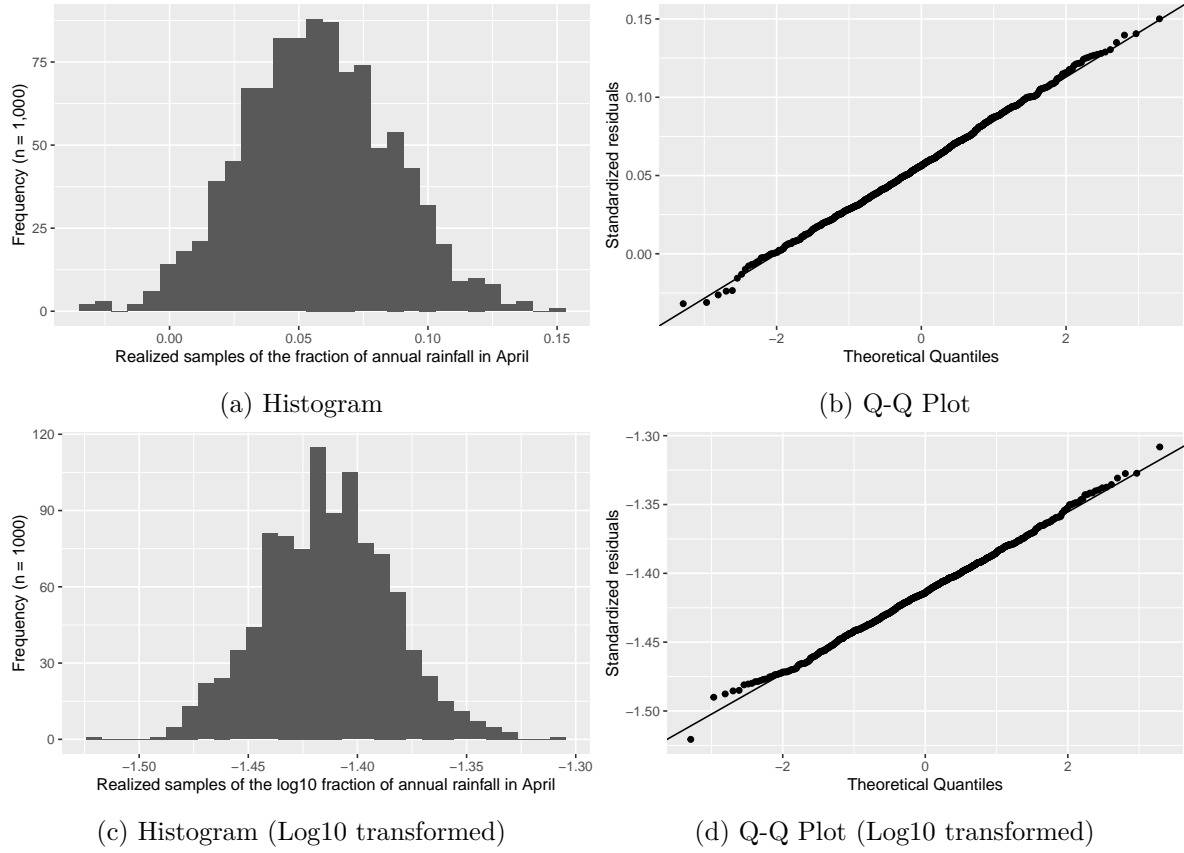 Frequency (n = 1,000)
75
50
25
0
0.00 0.05 0.10 0.15
Realized samples of the fraction of annual rainfall in April
(a) Histogram
Standardized residuals
0.15
0.10
0.05
0.00
−2 0 2
Theoretical Quantiles
(b) Q-Q Plot
Frequency (n = 1000)
120
90
60
30
0
−1.50 −1.45 −1.40 −1.35 −1.30
Realized samples of the log10 fraction of annual rainfall in April
(c) Histogram (Log10 transformed)
Standardized residuals
−1.30
−1.35
−1.40
−1.45
−1.50
−2 0 2
Theoretical Quantiles
(d) Q-Q Plot (Log10 transformed)